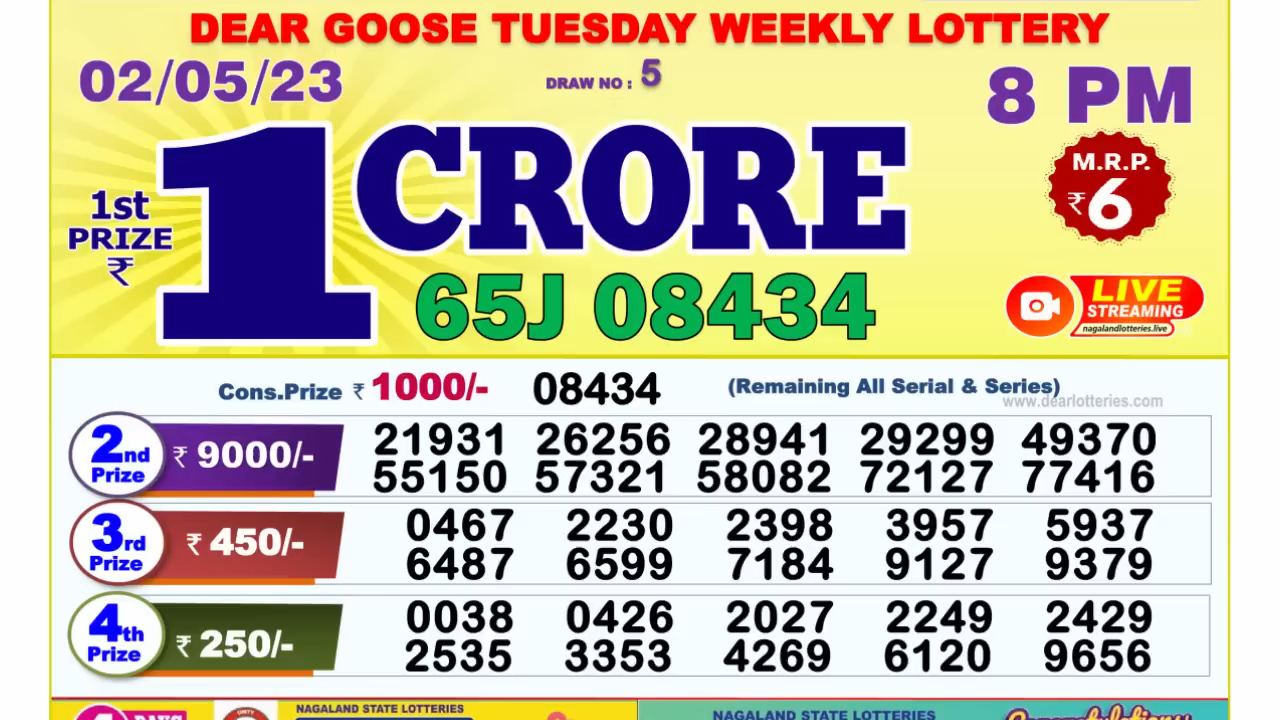 DEAR GOOSE TUESDAY WEEKLY LOTTERY
02/05/23
DRAW NO : 5
8 PM
M.R.P.
₹6
1st
PRIZE
₹
1 CRORE
65J 08434
LIVE
STREAMING
nagalandlotteries.live
Cons.Prize ₹ 1000/- 08434 (Remaining All Serial & Series)
www.dearlotteries.com
2nd Prize ₹ 9000/-
21931 26256 28941 29299 49370
55150 57321 58082 72127 77416
3rd Prize ₹ 450/-
0467 2230 2398 3957 5937
6487 6599 7184 9127 9379
4th Prize ₹ 250/-
0038 0426 2027 2249 2429
2535 3353 4269 6120 9656
NAGALAND STATE LOTTERIES
NAGALAND STATE LOTTERIES